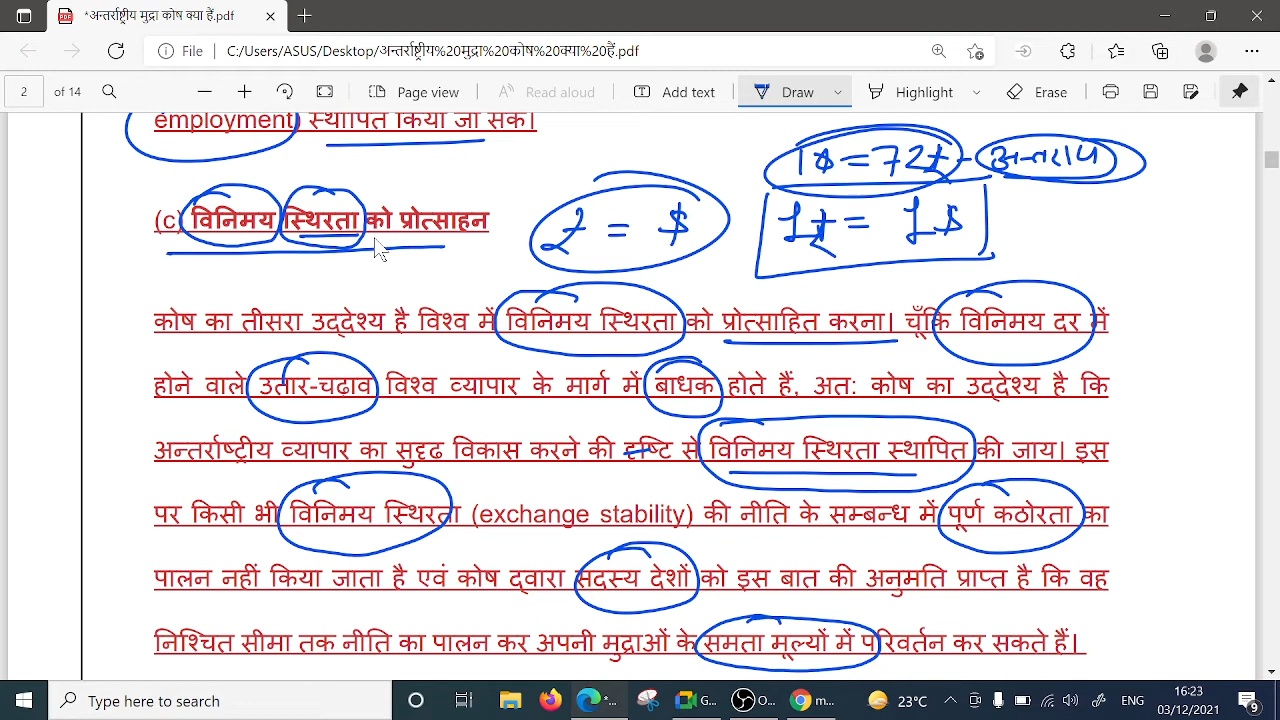 *अन्तर्राष्ट्रीय मुद्रा कोष क्या हैं.pdf
File C:/Users/ASUS/Desktop/अन्तर्राष्ट्रीय%20मुद्रा%20कोष%20क्या%20हैं.pdf
2 of 14 Page view Read aloud Add text Draw Highlight Erase
employment) स्थापित किया जा सके।
1$ = 72₹ - अन्तराय
(c) विनिमय स्थिरता को प्रोत्साहन
₹ = $
1₹ = 1$
कोष का तीसरा उद्देश्य है विश्व में विनिमय स्थिरता को प्रोत्साहित करना। चूँकि विनिमय दर में
होने वाले उतार-चढाव विश्व व्यापार के मार्ग में बाधक होते हैं, अत: कोष का उद्देश्य है कि
अन्तर्राष्ट्रीय व्यापार का सुदृढ विकास करने की दृष्टि से विनिमय स्थिरता स्थापित की जाय। इस
पर किसी भी विनिमय स्थिरता (exchange stability) की नीति के सम्बन्ध में पूर्ण कठोरता का
पालन नहीं किया जाता है एवं कोष द्वारा सदस्य देशों को इस बात की अनुमति प्राप्त है कि वह
निश्चित सीमा तक नीति का पालन कर अपनी मुद्राओं के समता मूल्यों में परिवर्तन कर सकते हैं।
Type here to search *... G... O... m... 23°C ENG 16:23
03/12/2021 9